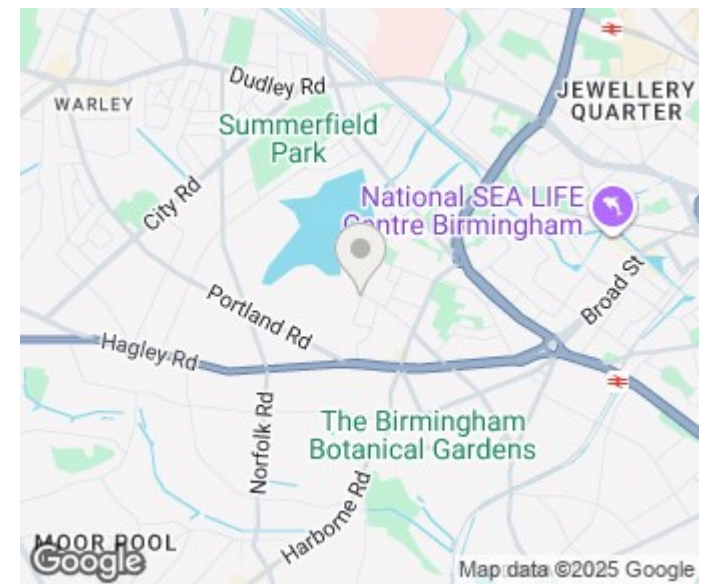 Dudley Rd
JEWELLERY
QUARTER
WARLEY
Summerfield
Park
City Rd
National SEA LIFE
Centre Birmingham
Broad St
Portland Rd
Hagley Rd
Norfolk Rd
The Birmingham
Botanical Gardens
Harborne Rd
MOOR POOL
Google
Map data ©2025 Google